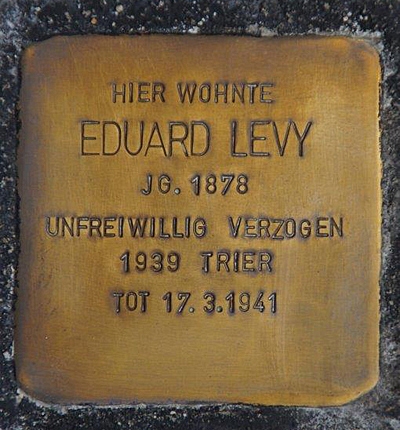 HIER WOHNTE
EDUARD LEVY
JG. 1878
UNFREIWILLIG VERZOGEN
1939 TRIER
TOT 17.3.1941